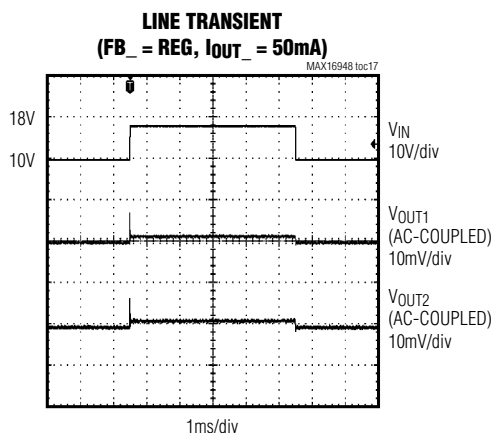 LINE TRANSIENT
(FB_ = REG, IOUT_ = 50mA)
MAX16948 toc17
T
18V
10V
VIN
10V/div
VOUT1
(AC-COUPLED)
10mV/div
VOUT2
(AC-COUPLED)
10mV/div
1ms/div